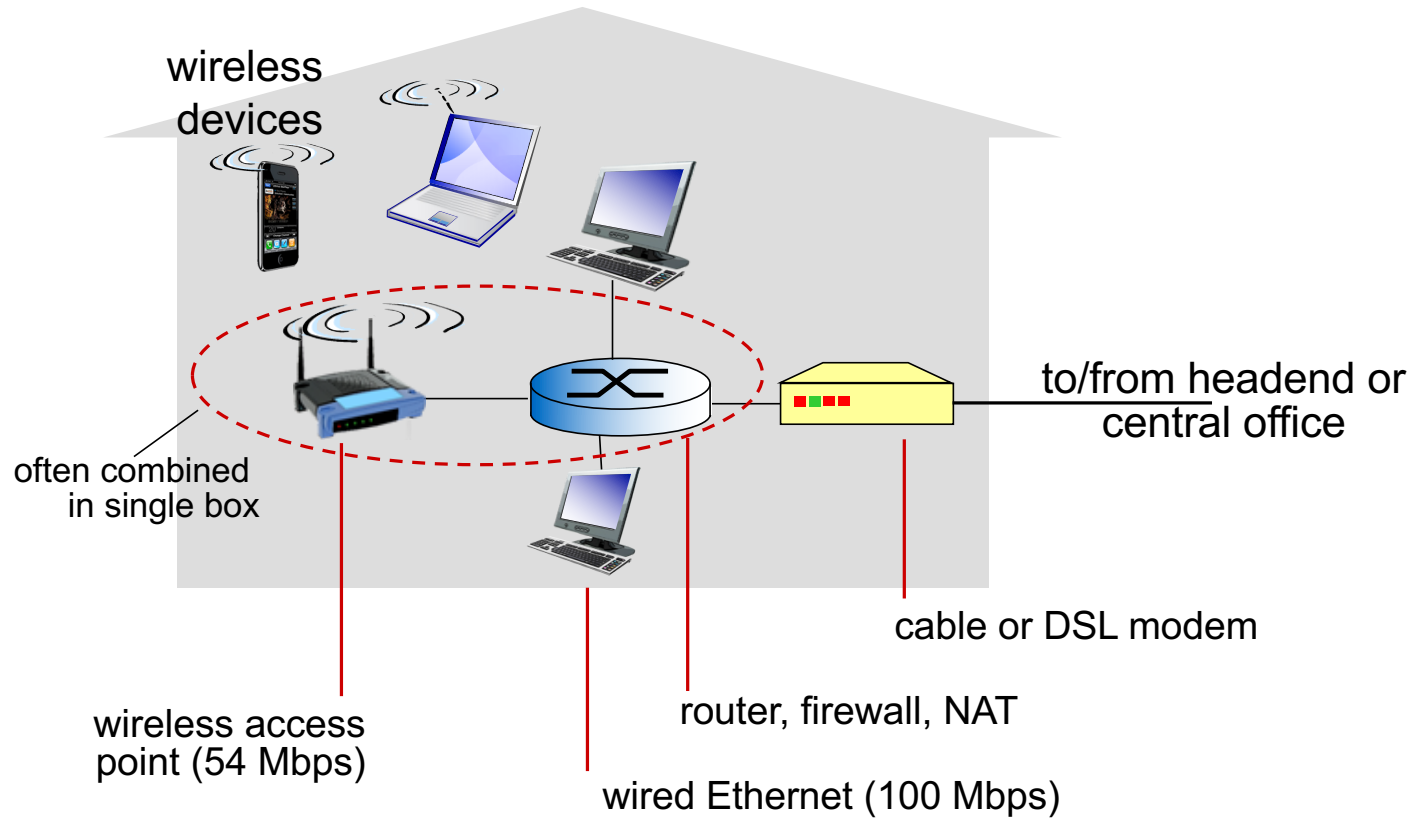 wireless
devices
to/from headend or
central office
often combined
in single box
cable or DSL modem
router, firewall, NAT
wireless access
point (54 Mbps)
wired Ethernet (100 Mbps)